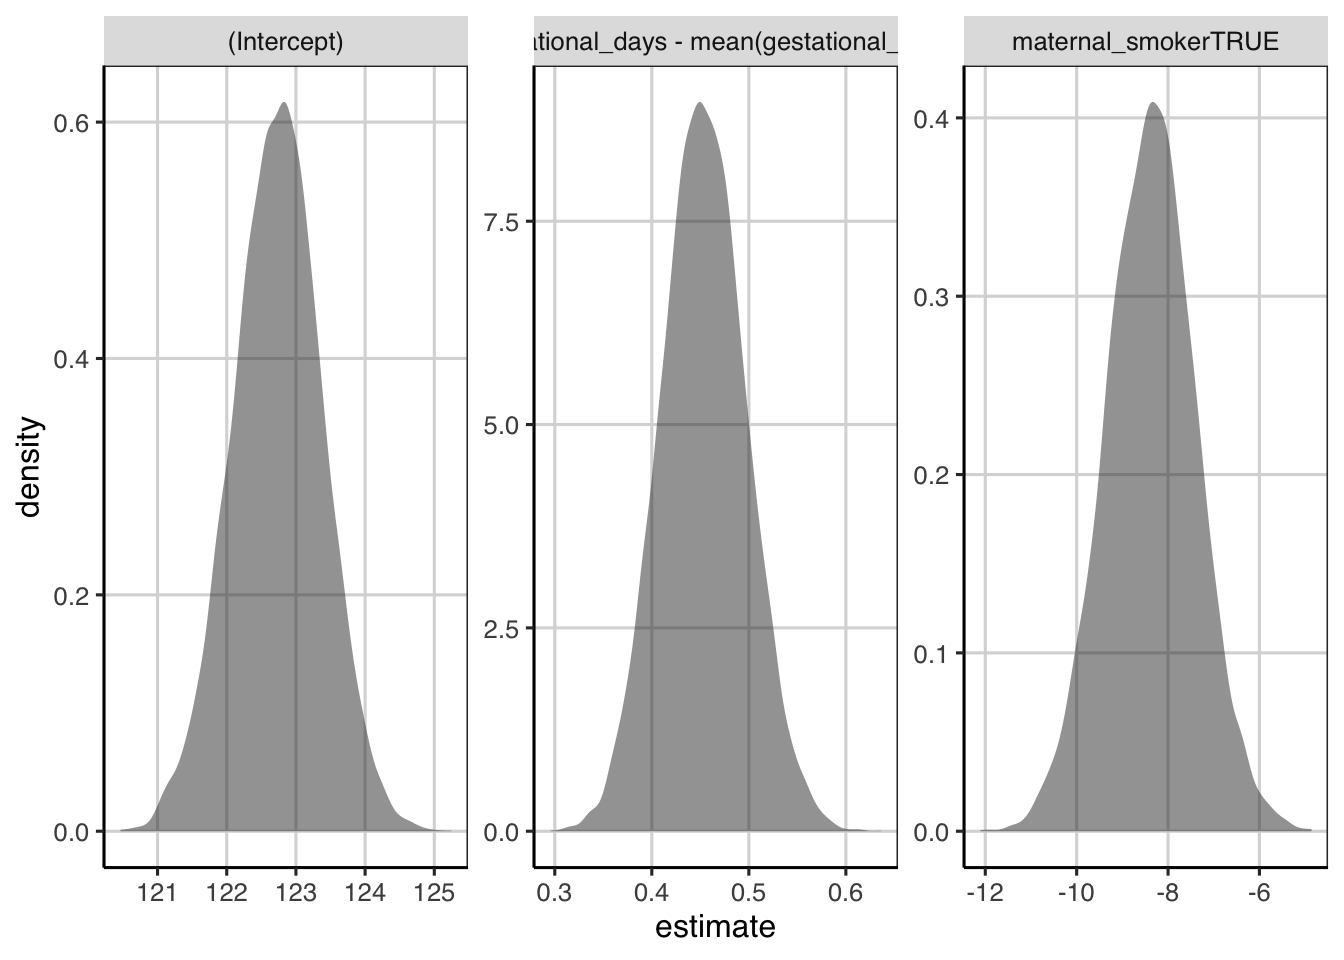 (Intercept)
ational_days - mean(gestational_
maternal_smokerTRUE
density
0.6
0.4
0.2
0.0
121 122 123 124 125
7.5
5.0
2.5
0.0
0.3 0.4 0.5 0.6
0.4
0.3
0.2
0.1
0.0
-12 -10 -8 -6
estimate